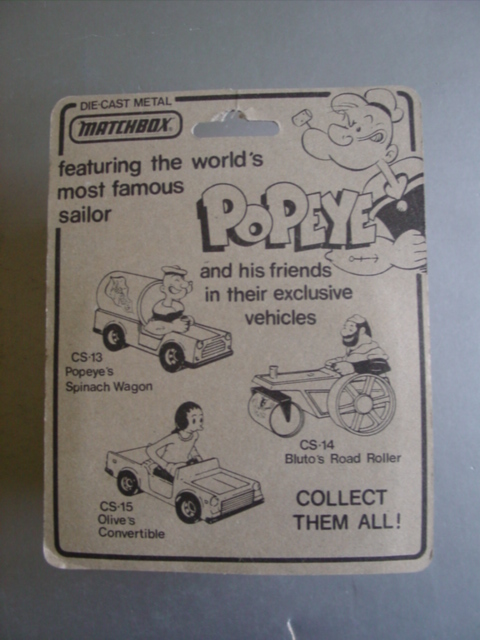 DIE-CAST METAL
MATCHBOX
featuring the world's
most famous
sailor
POPEYE
and his friends
in their exclusive
vehicles
CS-13
Popeye's
Spinach Wagon
CS-14
Bluto's Road Roller
CS-15
Olive's
Convertible
COLLECT
THEM ALL!